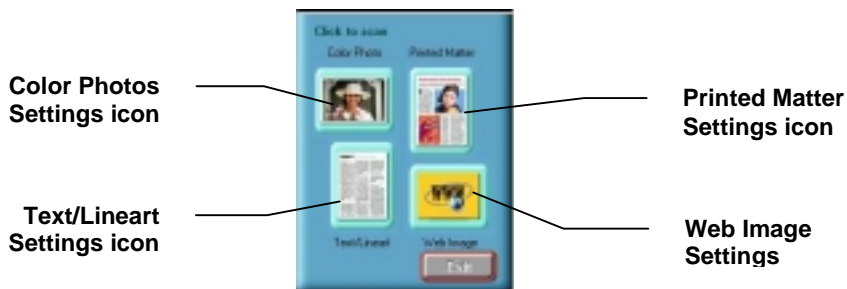 Click to scan
Color Photo Printed Matter
Color Photos
Settings icon
Printed Matter
Settings icon
WWW
Text/Lineart
Settings icon
Web Image
Settings
Text/Lineart Web Image
Exit